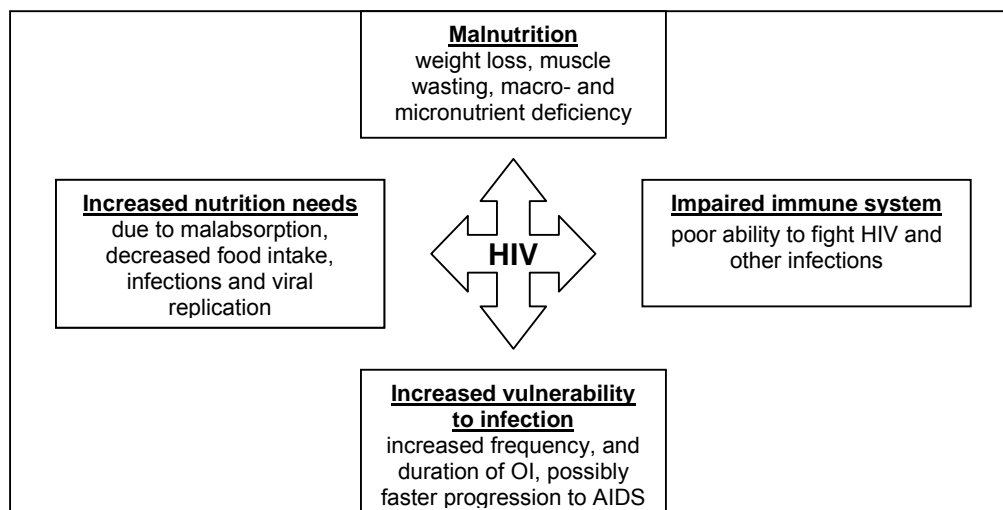 Malnutrition
weight loss, muscle
wasting, macro- and
micronutrient deficiency
Increased nutrition needs
due to malabsorption,
decreased food intake,
infections and viral
replication
HIV
Impaired immune system
poor ability to fight HIV and
other infections
Increased vulnerability
to infection
increased frequency, and
duration of OI, possibly
faster progression to AIDS